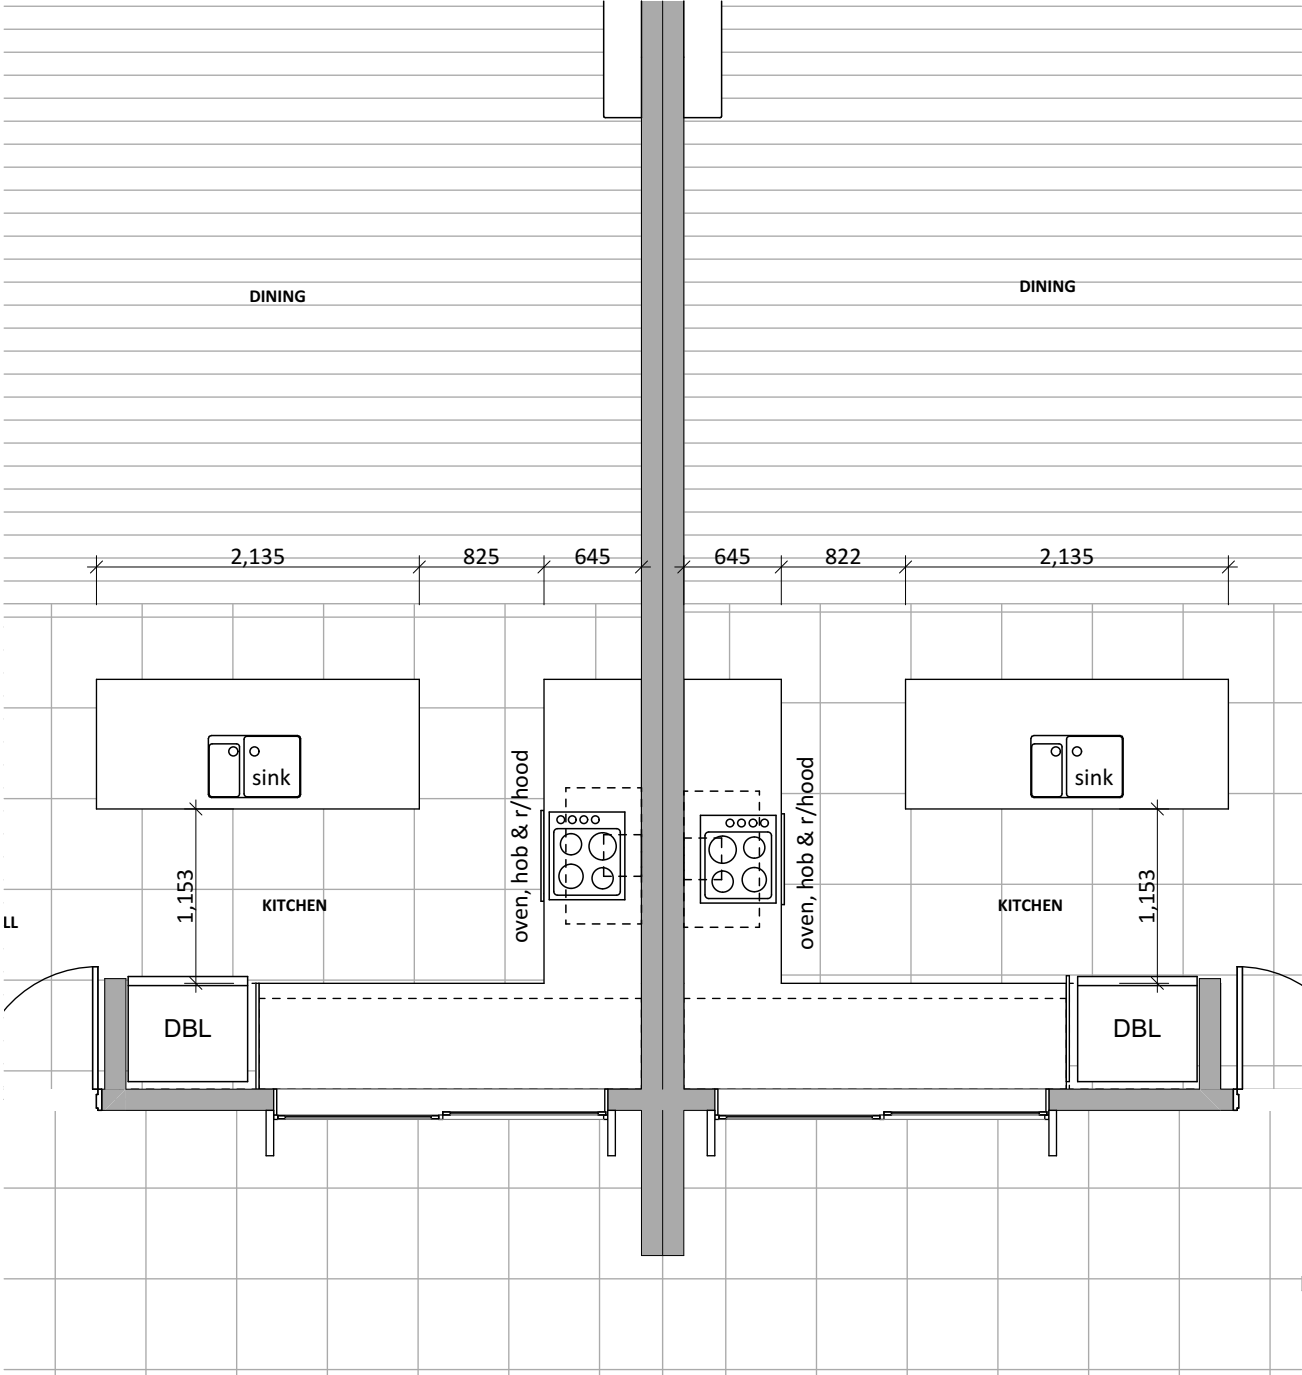 DINING
DINING
2,135
825
645
645
822
2,135
sink
sink
oven, hob & r/hood
oven, hob & r/hood
1,153
1,153
KITCHEN
KITCHEN
LL
DBL
DBL